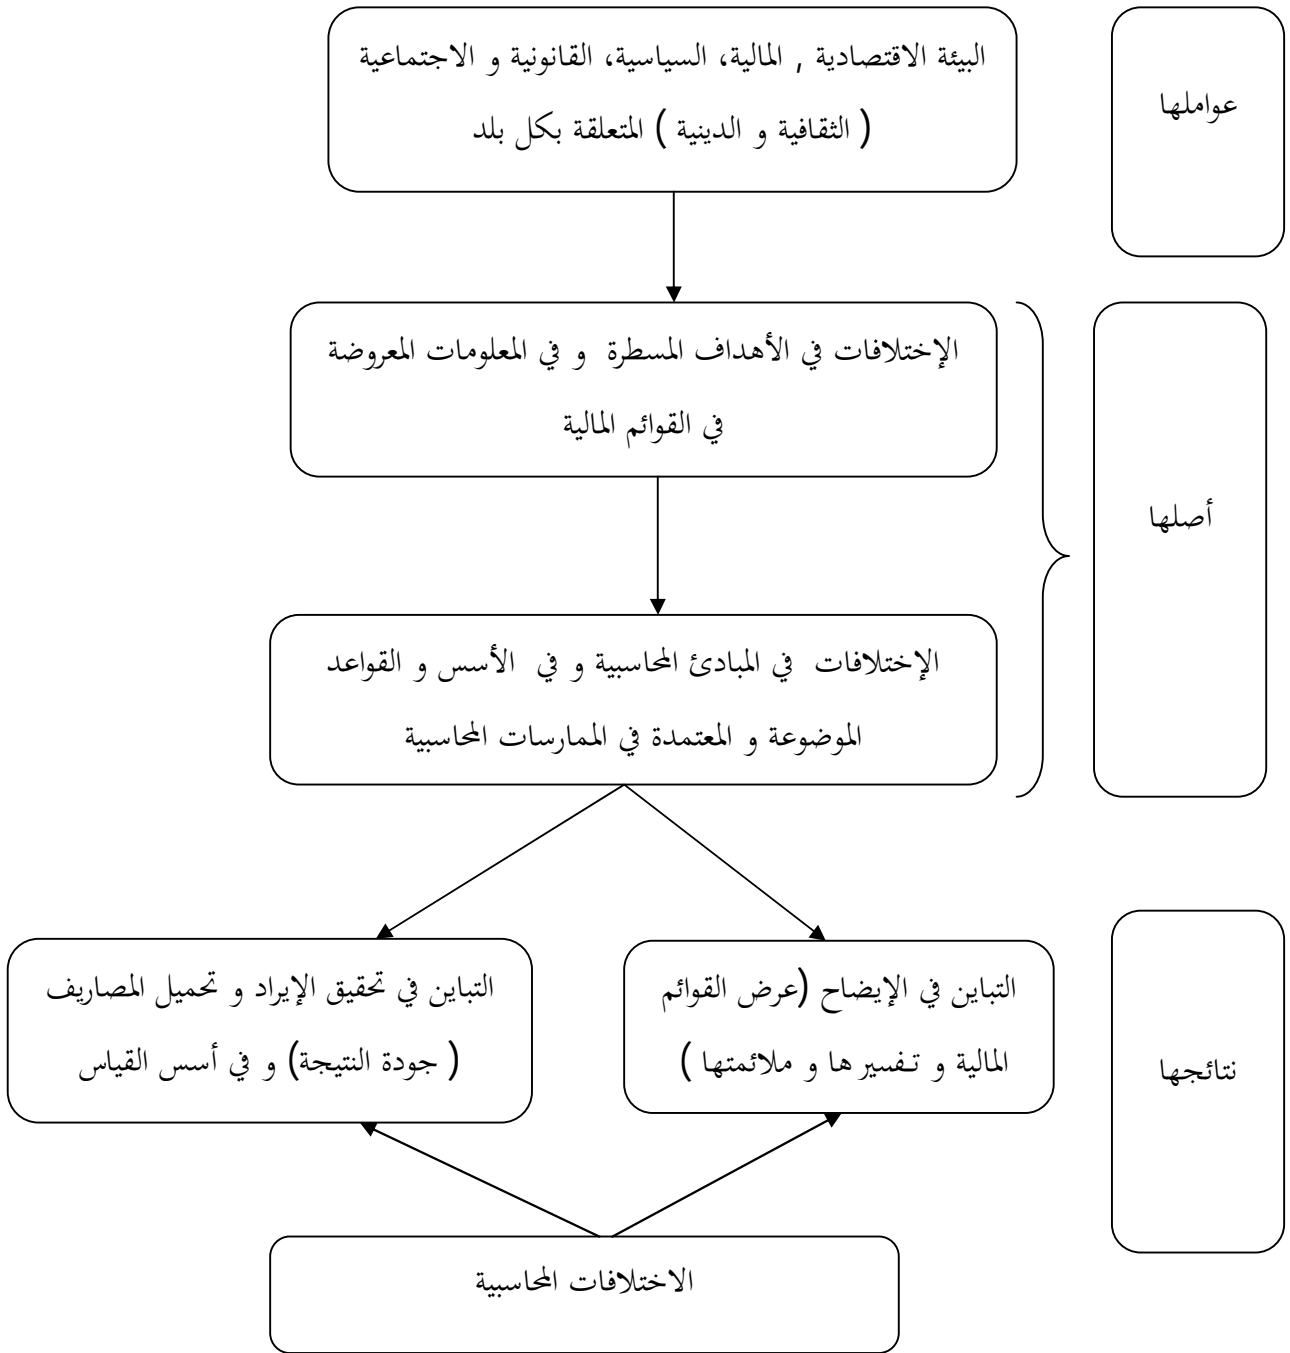 البيئة الاقتصادية , المالية، السياسية، القانونية و الاجتماعية
( الثقافية و الدينية ) المتعلقة بكل بلد
عواملها
الإختلافات في الأهداف المسطرة و في المعلومات المعروضة
في القوائم المالية
أصلها
الإختلافات في المبادئ المحاسبية و في الأسس و القواعد
الموضوعة و المعتمدة في الممارسات المحاسبية
التباين في الإيضاح (عرض القوائم
المالية و تفسير ها و ملائمتها )
التباين في تحقيق الإيراد و تحميل المصاريف
( جودة النتيجة) و في أسس القياس
نتائجها
الاختلافات المحاسبية